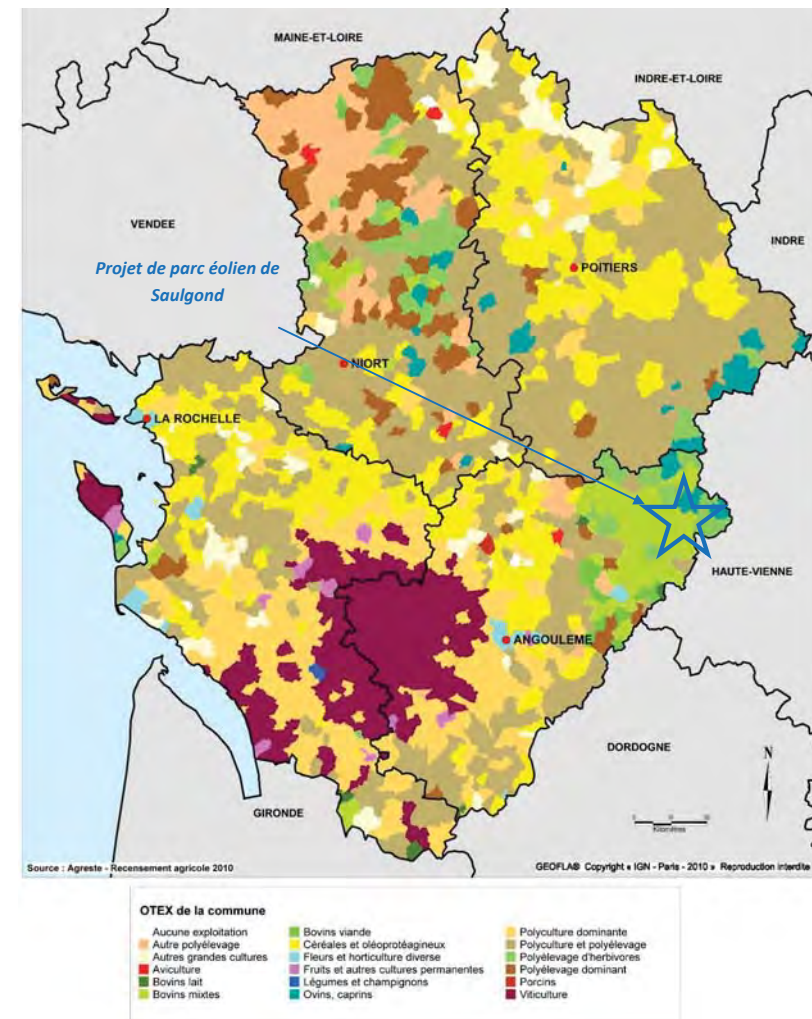 MAINE-ET-LOIRE
INDRE-ET-LOIRE
VENDEE
INDRE
Projet de parc éolien de
Saulgond
POITIERS
NIORT
LA ROCHELLE
HAUTE-VIENNE
ANGOULEME
DORDOGNE
N
GIRONDE
Kilomètres
Source : Agreste - Recensement agricole 2010
GEOFLA® Copyright « IGN - Paris - 2010 » Reproduction interdite
OTEX de la commune
Aucune exploitation
Autre polyélevage
Autres grandes cultures
Aviculture
Bovins lait
Bovins mixtes
Bovins viande
Céréales et oléoprotéagineux
Fleurs et horticulture diverse
Fruits et autres cultures permanentes
Légumes et champignons
Ovins, caprins
Polyculture dominante
Polyculture et polyélevage
Polyélevage d'herbivores
Polyélevage dominant
Porcins
Viticulture